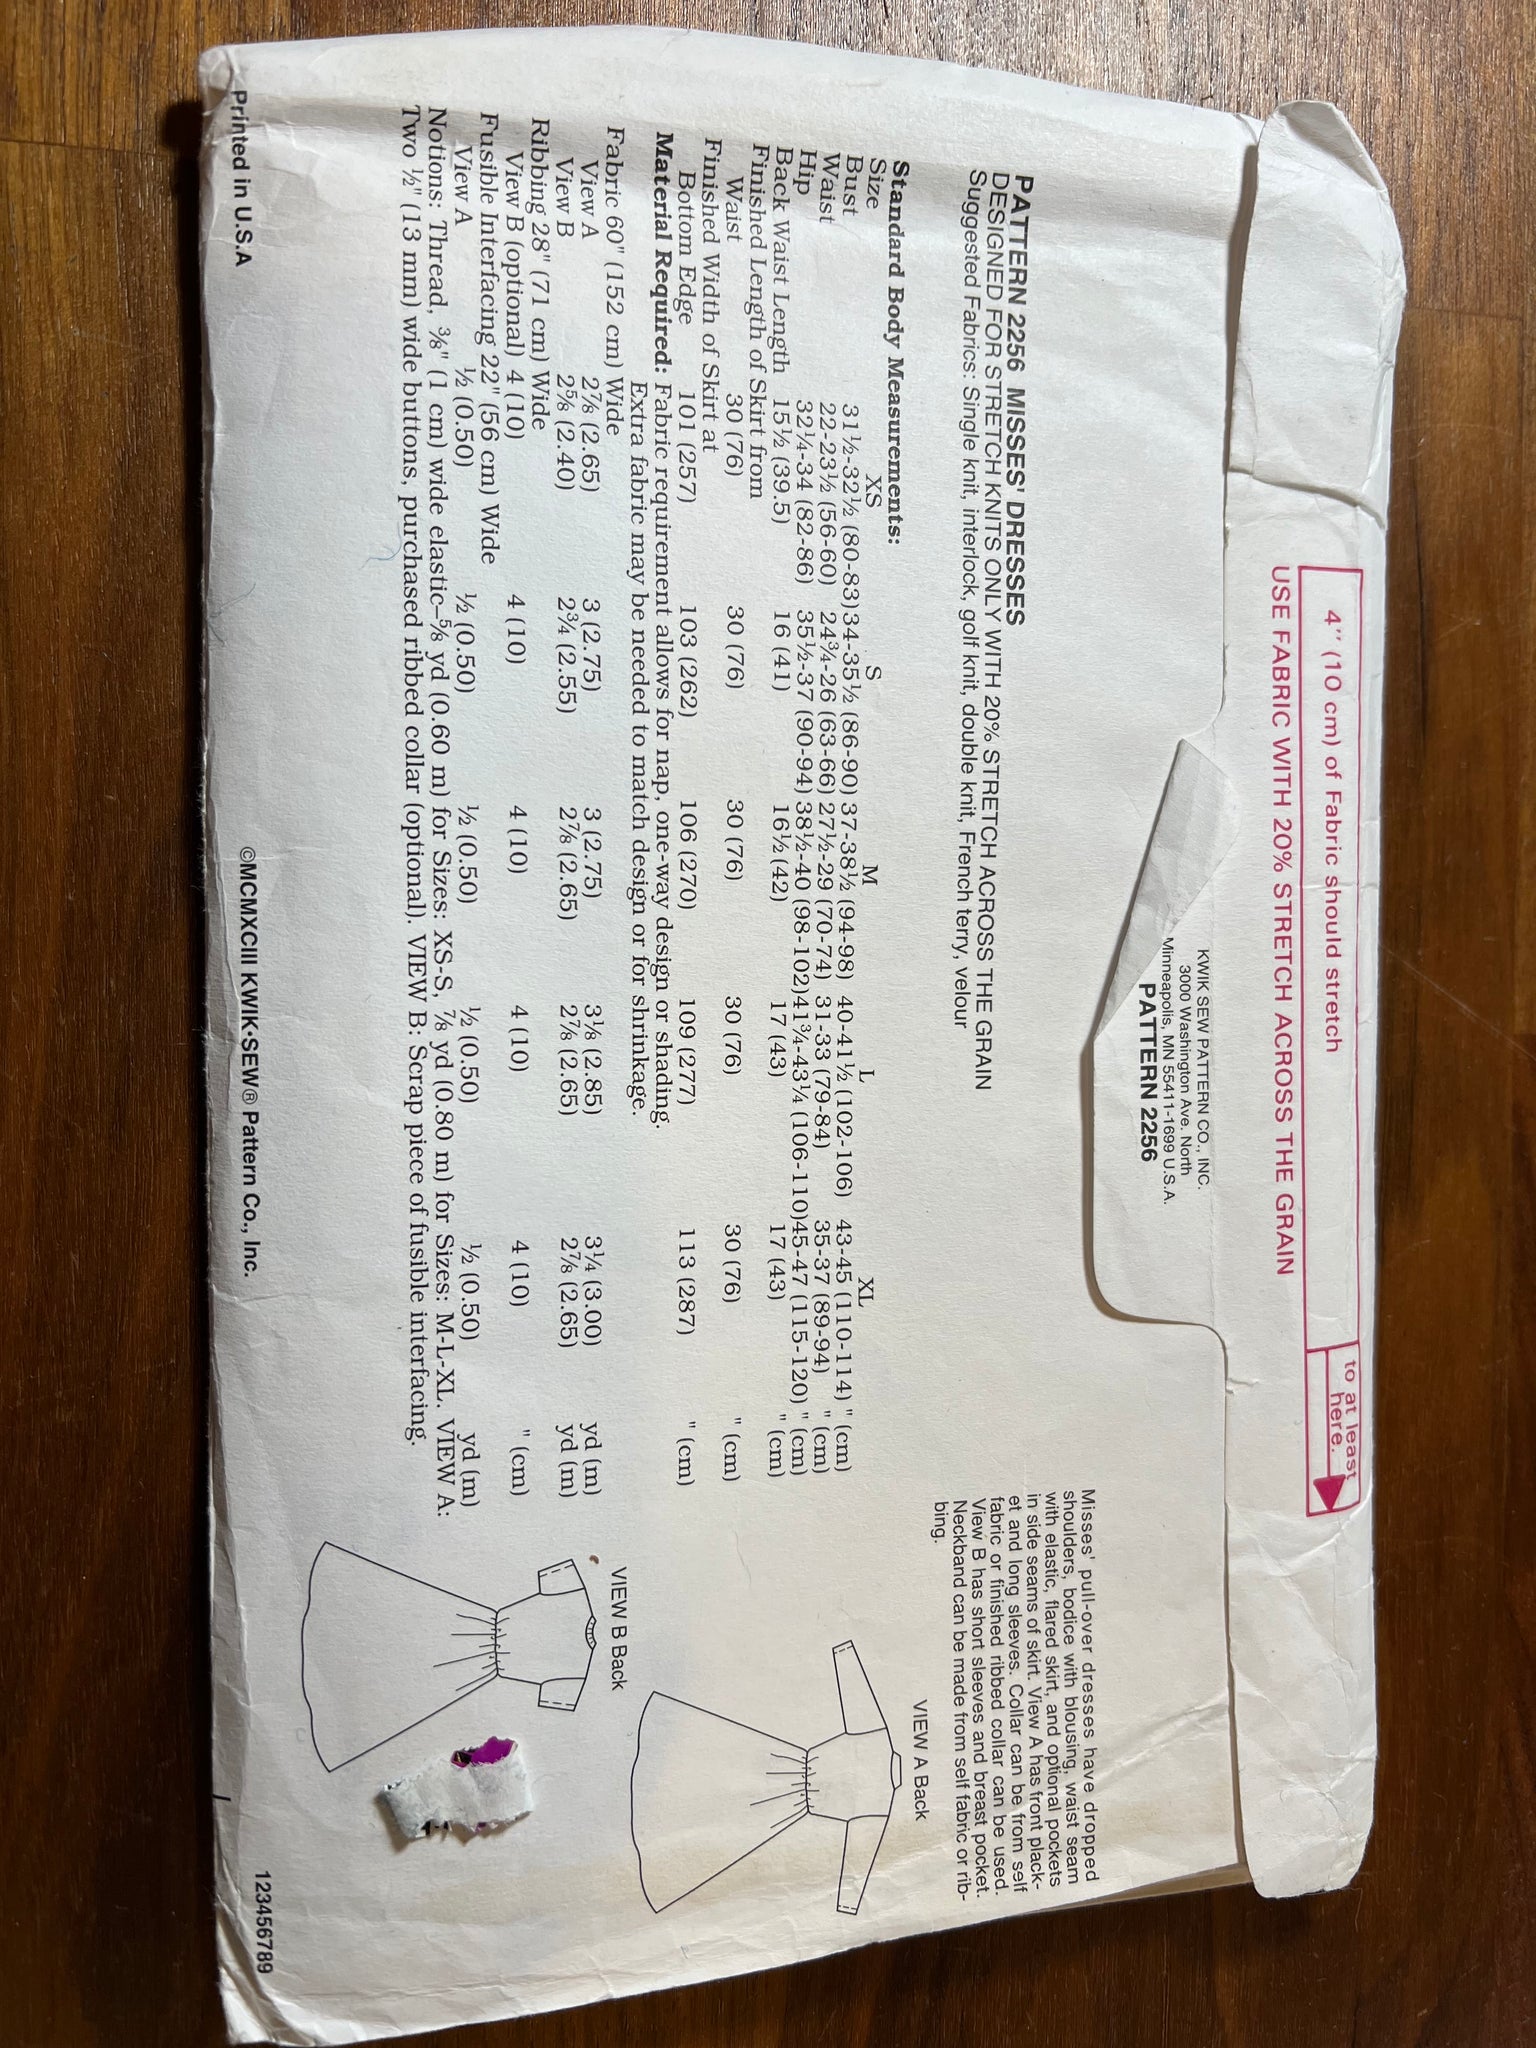 4" (10 cm) of Fabric should stretch
to at least
here.
USE FABRIC WITH 20% STRETCH ACROSS THE GRAIN
KWIK SEW PATTERN CO., INC.
3000 Washington Ave. North
Minneapolis, MN 55411-1699 U.S.A.
PATTERN 2256
PATTERN 2256 MISSES' DRESSES
DESIGNED FOR STRETCH KNITS ONLY WITH 20% STRETCH ACROSS THE GRAIN
Suggested Fabrics: Single knit, interlock, golf knit, double knit, French terry, velour
Misses' pull-over dresses have dropped
shoulders, bodice with blousing, waist seam
with elastic, flared skirt, and optional pockets
in side seams of skirt. View A has front plack-
et and long sleeves. Collar can be from self
fabric or finished ribbed collar can be used.
View B has short sleeves and breast pocket.
Neckband can be made from self fabric or rib-
bing.
Standard Body Measurements:
Size XS S M L XL
Bust 31½-32½ (80-83) 34-35½ (86-90) 37-38½ (94-98) 40-41½ (102-106) 43-45 (110-114) " (cm)
Waist 22-23½ (56-60) 24¾-26 (63-66) 27½-29 (70-74) 31-33 (79-84) 35-37 (89-94) " (cm)
Hip 32¼-34 (82-86) 35½-37 (90-94) 38½-40 (98-102) 41¾-43¼ (106-110) 45-47 (115-120) " (cm)
Back Waist Length 15½ (39.5) 16 (41) 16½ (42) 17 (43) 17 (43) " (cm)
Finished Length of Skirt from
Waist 30 (76) 30 (76) 30 (76) 30 (76) 30 (76) " (cm)
Finished Width of Skirt at
Bottom Edge 101 (257) 103 (262) 106 (270) 109 (277) 113 (287) " (cm)
Material Required: Fabric requirement allows for nap, one-way design or shading.
Extra fabric may be needed to match design or for shrinkage.
Fabric 60" (152 cm) Wide
View A 2⅞ (2.65) 3 (2.75) 3 (2.75) 3⅛ (2.85) 3¼ (3.00) yd (m)
View B 2⅝ (2.40) 2¾ (2.55) 2⅞ (2.65) 2⅞ (2.65) 2⅞ (2.65) yd (m)
Ribbing 28" (71 cm) Wide
View B (optional) 4 (10) 4 (10) 4 (10) 4 (10) 4 (10) " (cm)
Fusible Interfacing 22" (56 cm) Wide
View A ½ (0.50) ½ (0.50) ½ (0.50) ½ (0.50) ½ (0.50) yd (m)
Notions: Thread, ⅜" (1 cm) wide elastic–⅝ yd (0.60 m) for Sizes: XS-S, ⅞ yd (0.80 m) for Sizes: M-L-XL. VIEW A:
Two ½" (13 mm) wide buttons, purchased ribbed collar (optional). VIEW B: Scrap piece of fusible interfacing.
VIEW A Back
VIEW B Back
Printed in U.S.A
©MCMXCIII KWIK•SEW® Pattern Co., Inc.
123456789